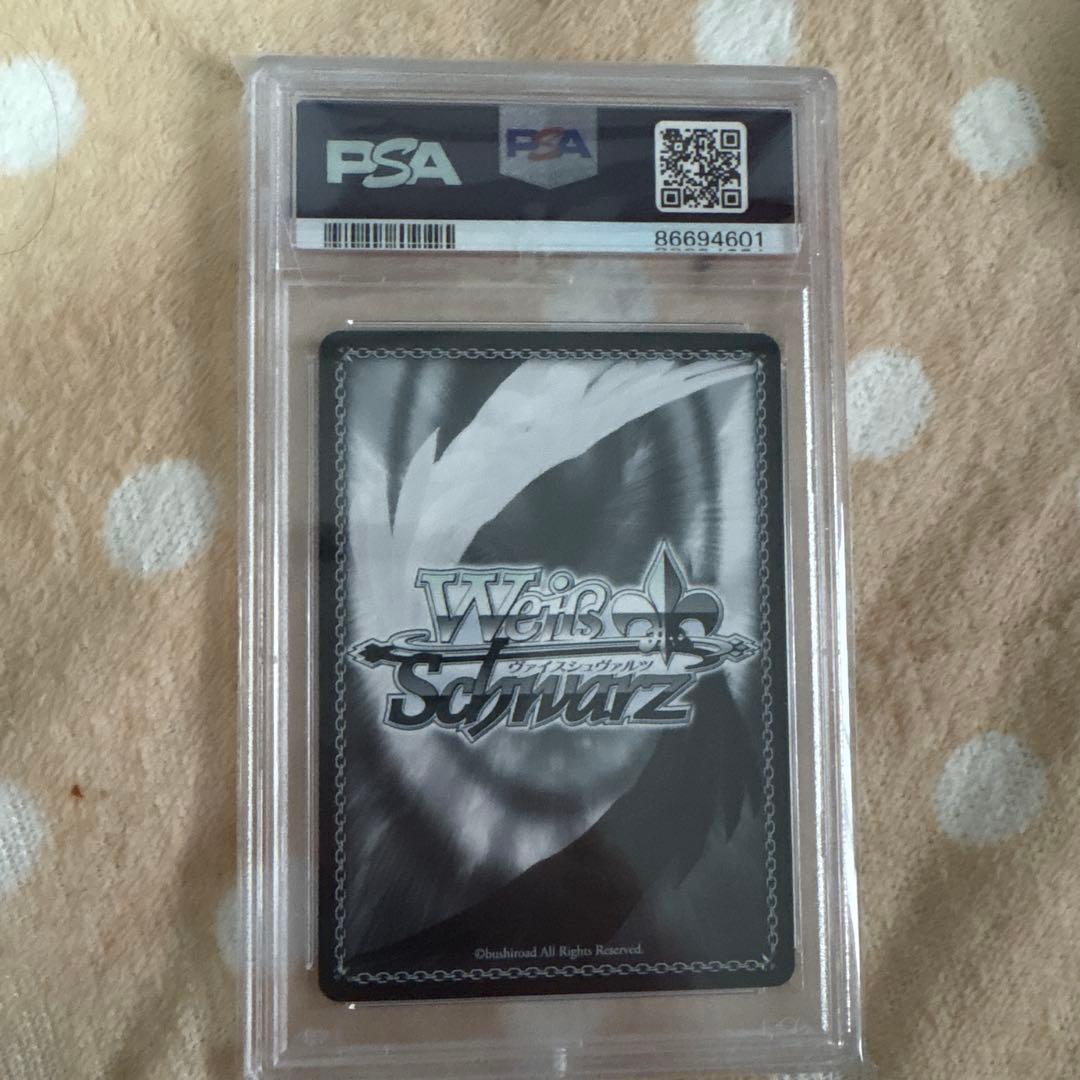 PSA
PSA
86694601
Weiß
ヴァイスシュヴァルツ
Schwarz
©bushiroad All Rights Reserved.